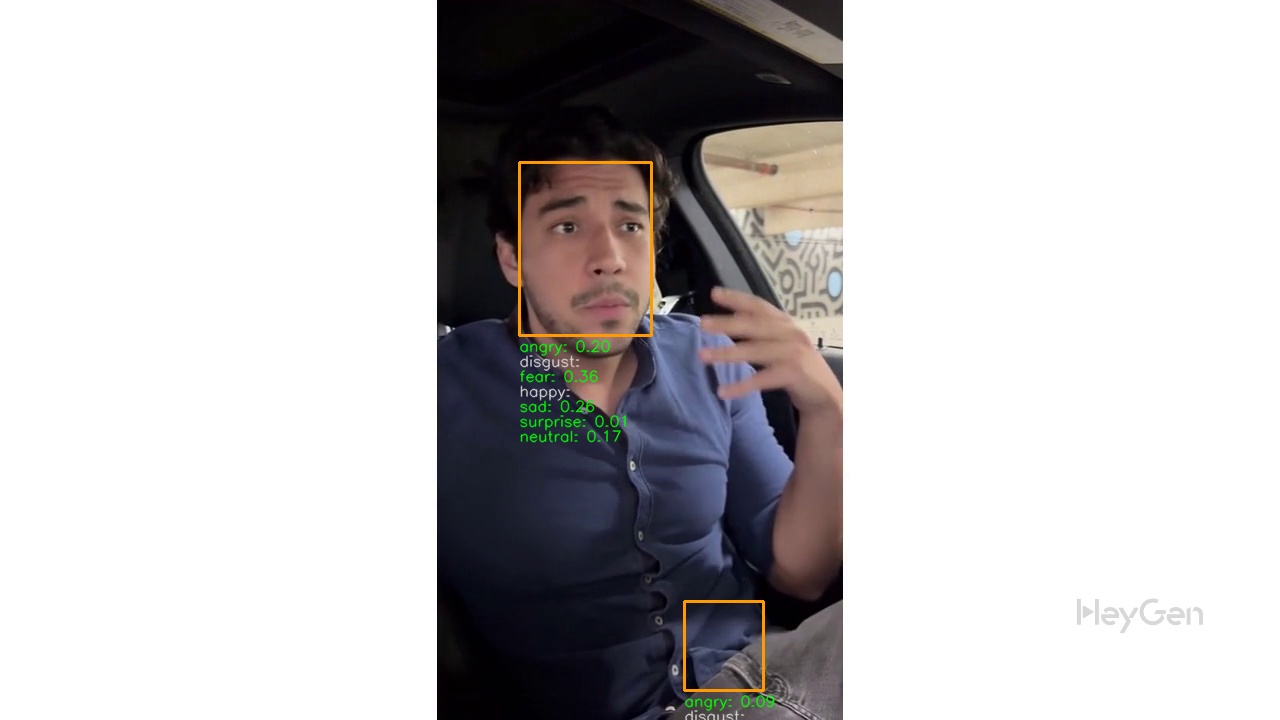 angry: 0.20
disgust:
fear: 0.36
happy:
sad: 0.26
surprise: 0.01
neutral: 0.17
HeyGen
angry: 0.09
disgust: